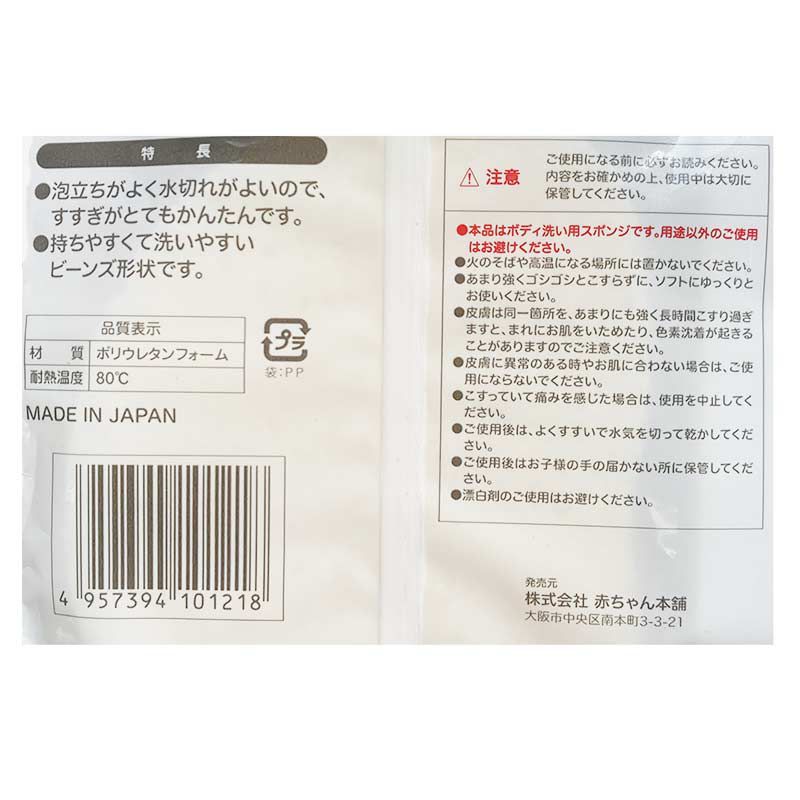 特長
●泡立ちがよく水切れがよいので、
すすぎがとてもかんたんです。
●持ちやすくて洗いやすい
ビーンズ形状です。
品質表示
材質 ポリウレタンフォーム
耐熱温度 80℃
プラ
袋:PP
MADE IN JAPAN
4 957394 101218
注意
ご使用になる前に必ずお読みください。
内容をお確かめの上、使用中は大切に
保管してください。
●本品はボディ洗い用スポンジです。用途以外のご使用
はお避けください。
●火のそばや高温になる場所には置かないでください。
●あまり強くゴシゴシとこすらずに、ソフトにゆっくりと
お使いください。
●皮膚は同一箇所を、あまりにも強く長時間こすり過ぎ
ますと、まれにお肌をいためたり、色素沈着が起きる
ことがありますのでご注意ください。
●皮膚に異常のある時やお肌に合わない場合は、ご使
用にならないでください。
●こすっていて痛みを感じた場合は、使用を中止してく
ださい。
●ご使用後は、よくすすいで水気を切って乾かしてくだ
さい。
●ご使用後はお子様の手の届かない所に保管してくだ
さい。
●漂白剤のご使用はお避けください。
発売元
株式会社 赤ちゃん本舗
大阪市中央区南本町3-3-21